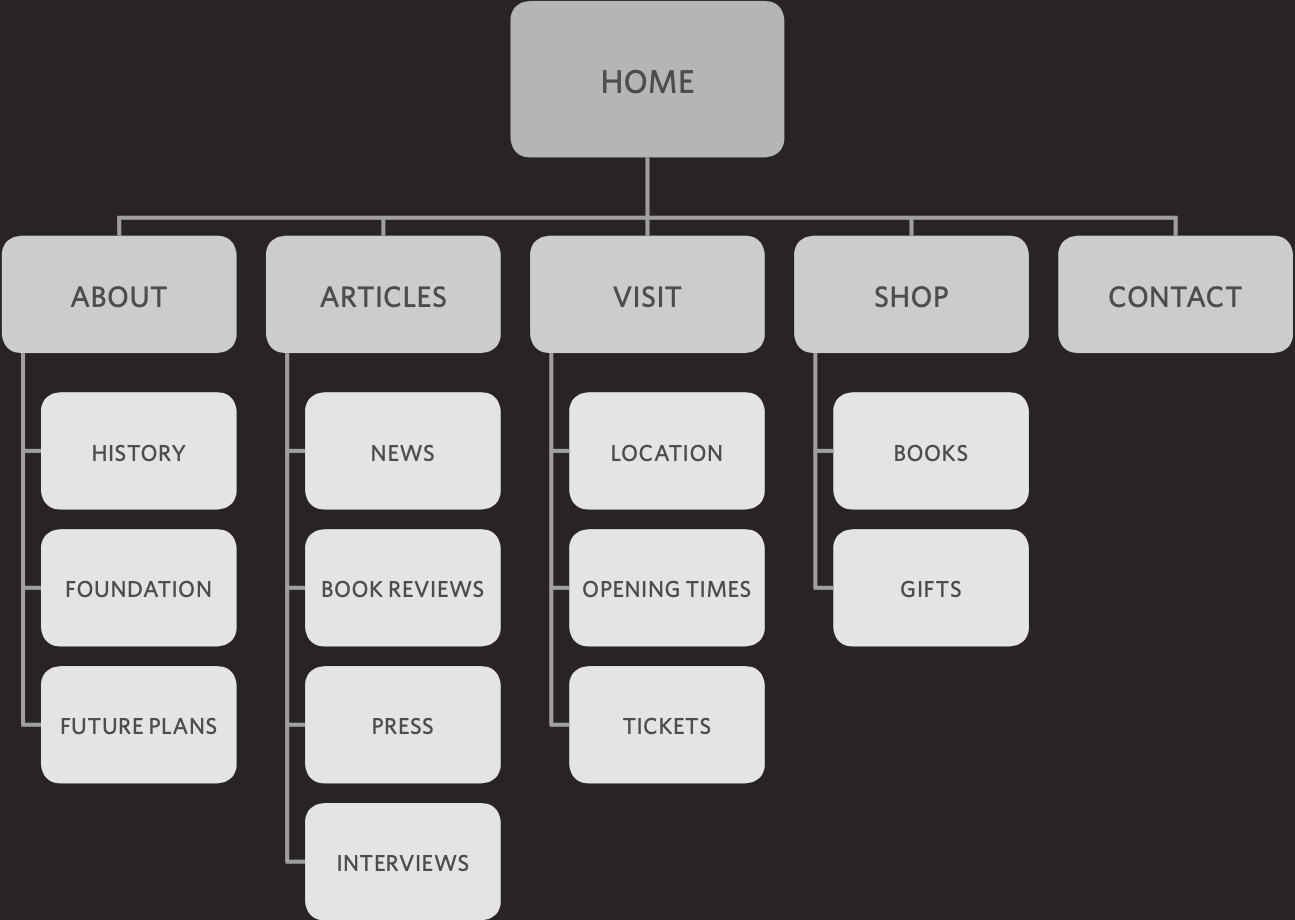 HOME
ABOUT
ARTICLES
VISIT
SHOP
CONTACT
HISTORY
NEWS
LOCATION
BOOKS
FOUNDATION
BOOK REVIEWS
OPENING TIMES
GIFTS
FUTURE PLANS
PRESS
TICKETS
INTERVIEWS